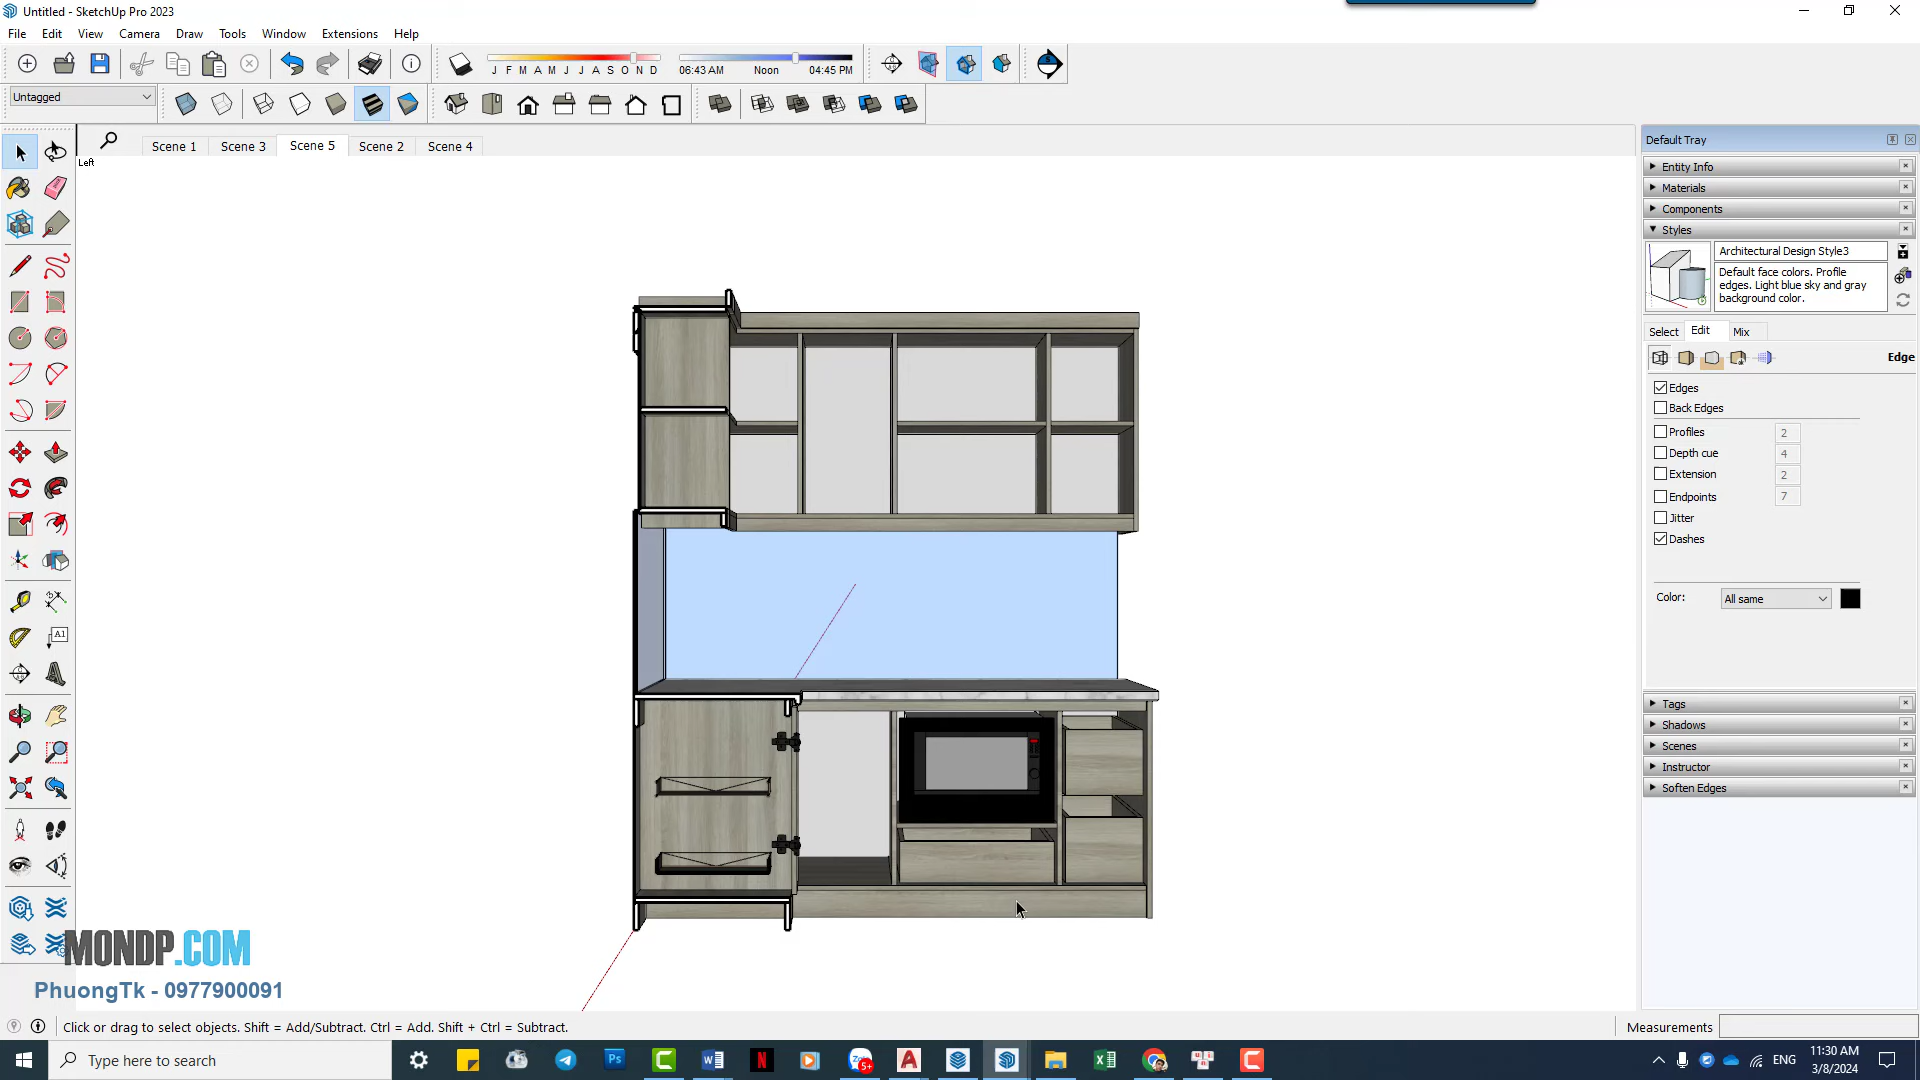 Untitled - SketchUp Pro 2023
File Edit View Camera Draw Tools Window Extensions Help
J F M A M J J A S O N D
06:43 AM Noon 04:45 PM
Untagged
Scene 1 Scene 3 Scene 5 Scene 2 Scene 4
Left
Default Tray
Entity Info
Materials
Components
Styles
Architectural Design Style3
Default face colors. Profile
edges. Light blue sky and gray
background color.
Select Edit Mix
Edge
Edges
Back Edges
Profiles 2
Depth cue 4
Extension 2
Endpoints 7
Jitter
Dashes
Color: All same
Tags
Shadows
Scenes
Instructor
Soften Edges
A1
MONDP.COM
PhuongTk - 0977900091
Click or drag to select objects. Shift = Add/Subtract. Ctrl = Add. Shift + Ctrl = Subtract.
Measurements
Type here to search
ENG
11:30 AM
3/8/2024